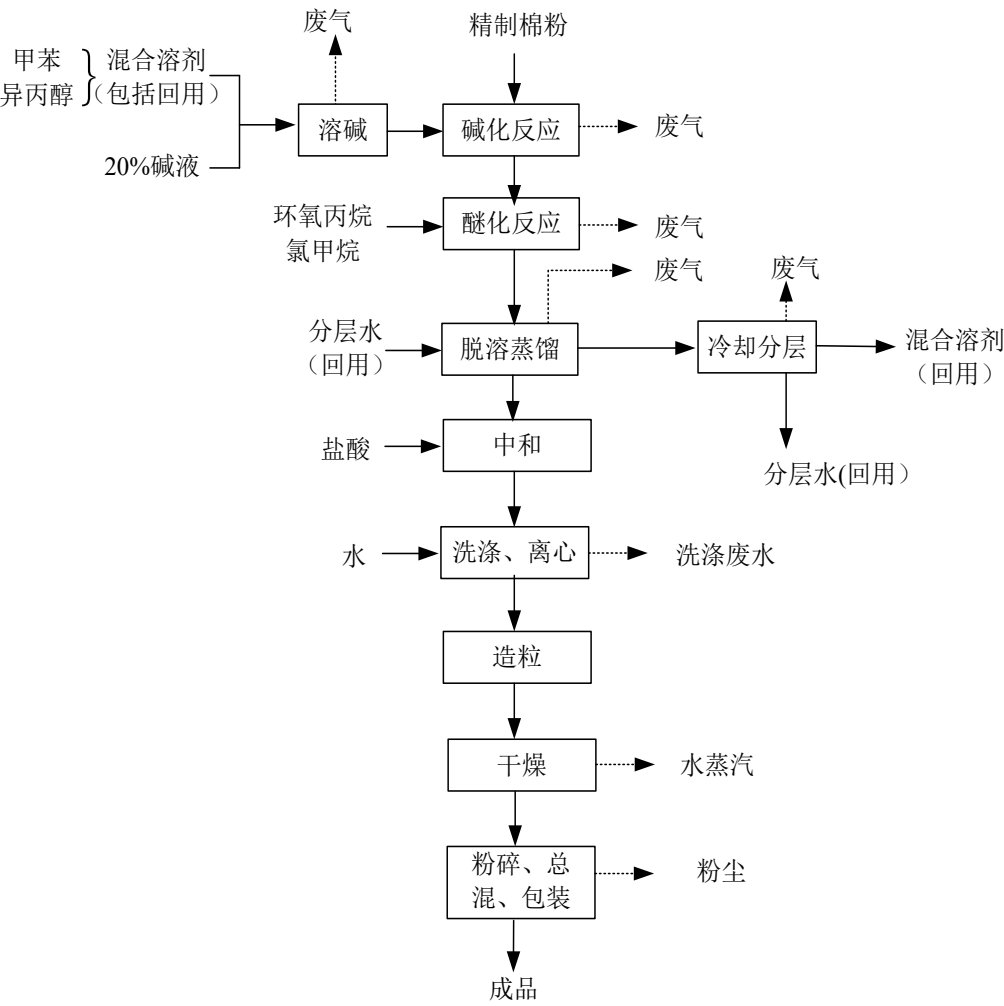 废气
精制棉粉
甲苯
混合溶剂
异丙醇
（包括回用）
溶碱
碱化反应
废气
20%碱液
环氧丙烷
氯甲烷
醚化反应
废气
废气
废气
分层水
（回用）
脱溶蒸馏
冷却分层
混合溶剂
（回用）
盐酸
中和
分层水(回用）
水
洗涤、离心
洗涤废水
造粒
干燥
水蒸汽
粉碎、总
混、包装
粉尘
成品